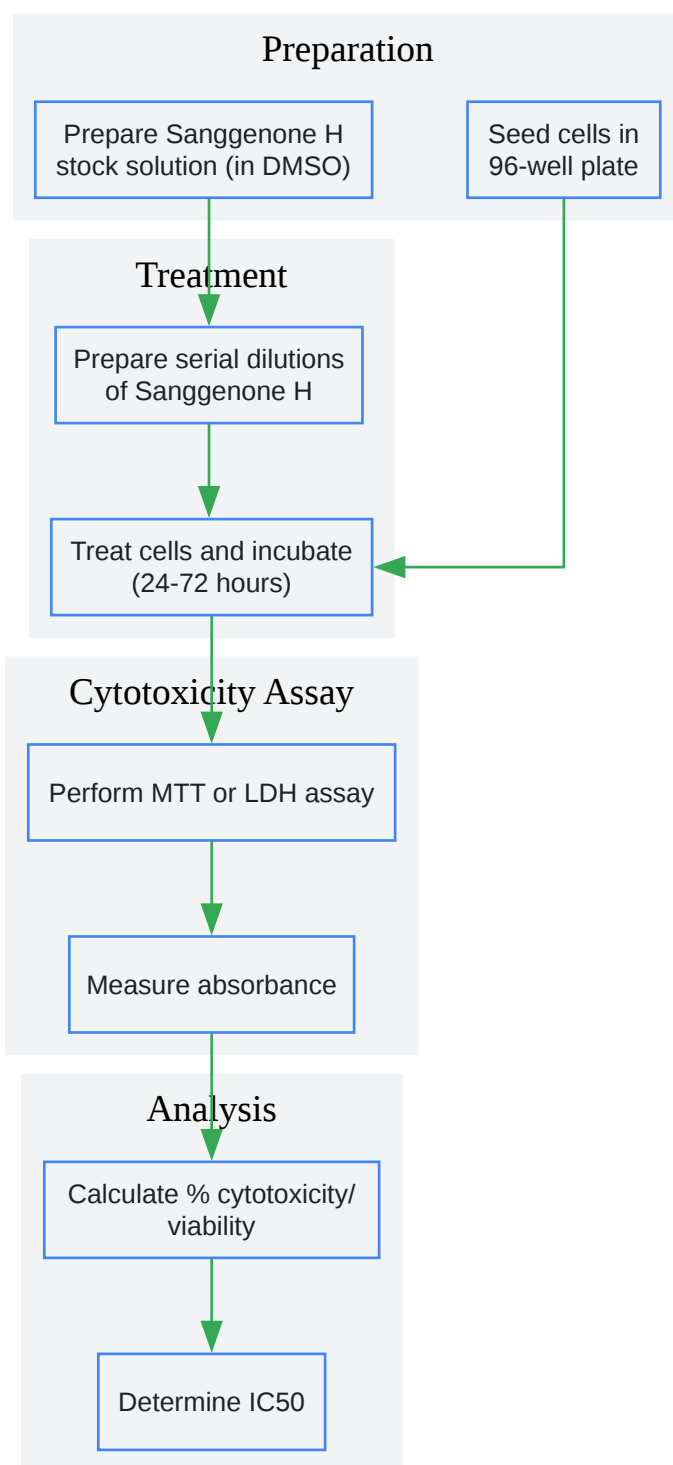 Preparation
Prepare Sanggenone H
stock solution (in DMSO)
Seed cells in
96-well plate
Treatment
Prepare serial dilutions
of Sanggenone H
Treat cells and incubate
(24-72 hours)
Cytotoxicity Assay
Perform MTT or LDH assay
Measure absorbance
Analysis
Calculate % cytotoxicity/
viability
Determine IC50